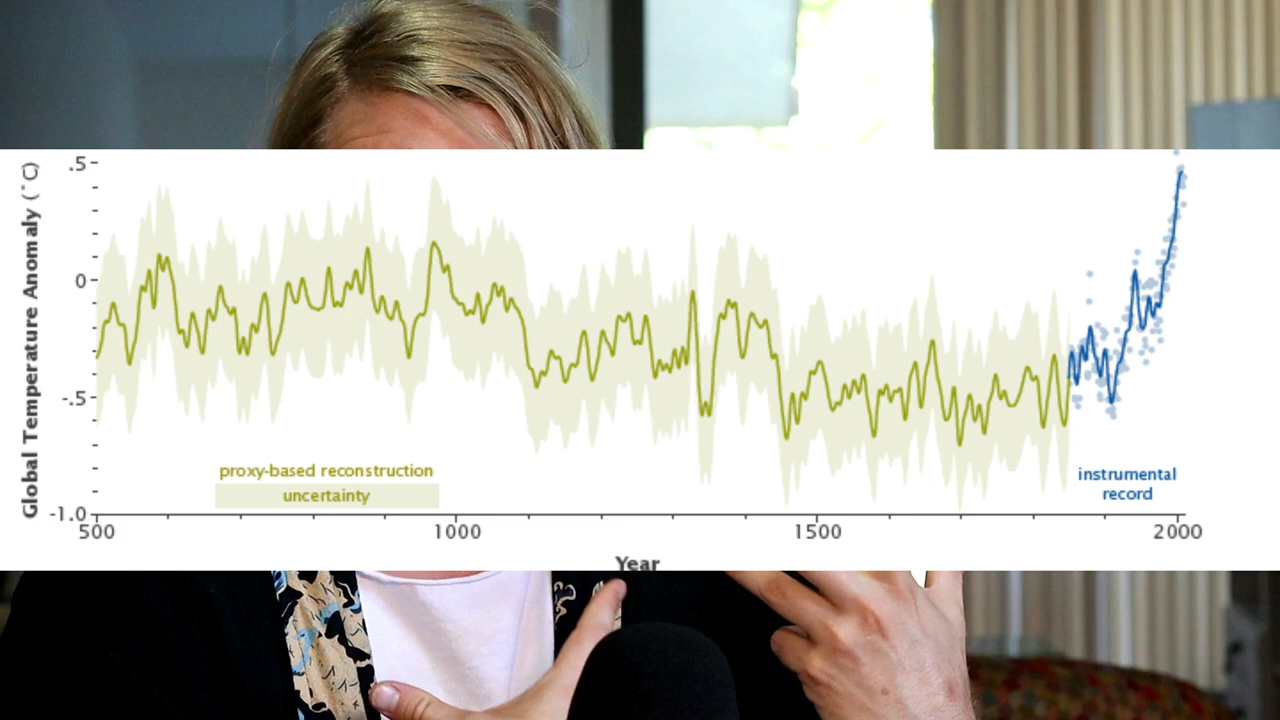 Global Temperature Anomaly (˚C)
.5
0
-.5
-1.0
proxy-based reconstruction
uncertainty
instrumental
record
500
1000
1500
2000
Year